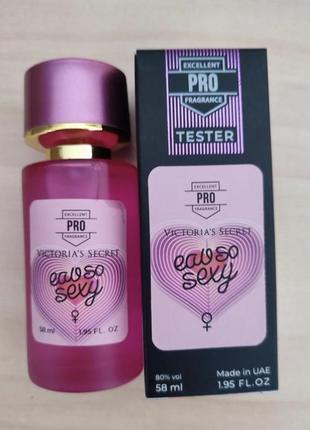 EXCELLENT
PRO
FRAGRANCE
VICTORIA'S SECRET
eau so
sexy
58 ml
1.95 FL. OZ
EXCELLENT
PRO
FRAGRANCE
TESTER
EXCELLENT
PRO
FRAGRANCE
VICTORIA'S SECRET
eau so
sexy
80% vol
58 ml
Made in UAE
1.95 FL.OZ